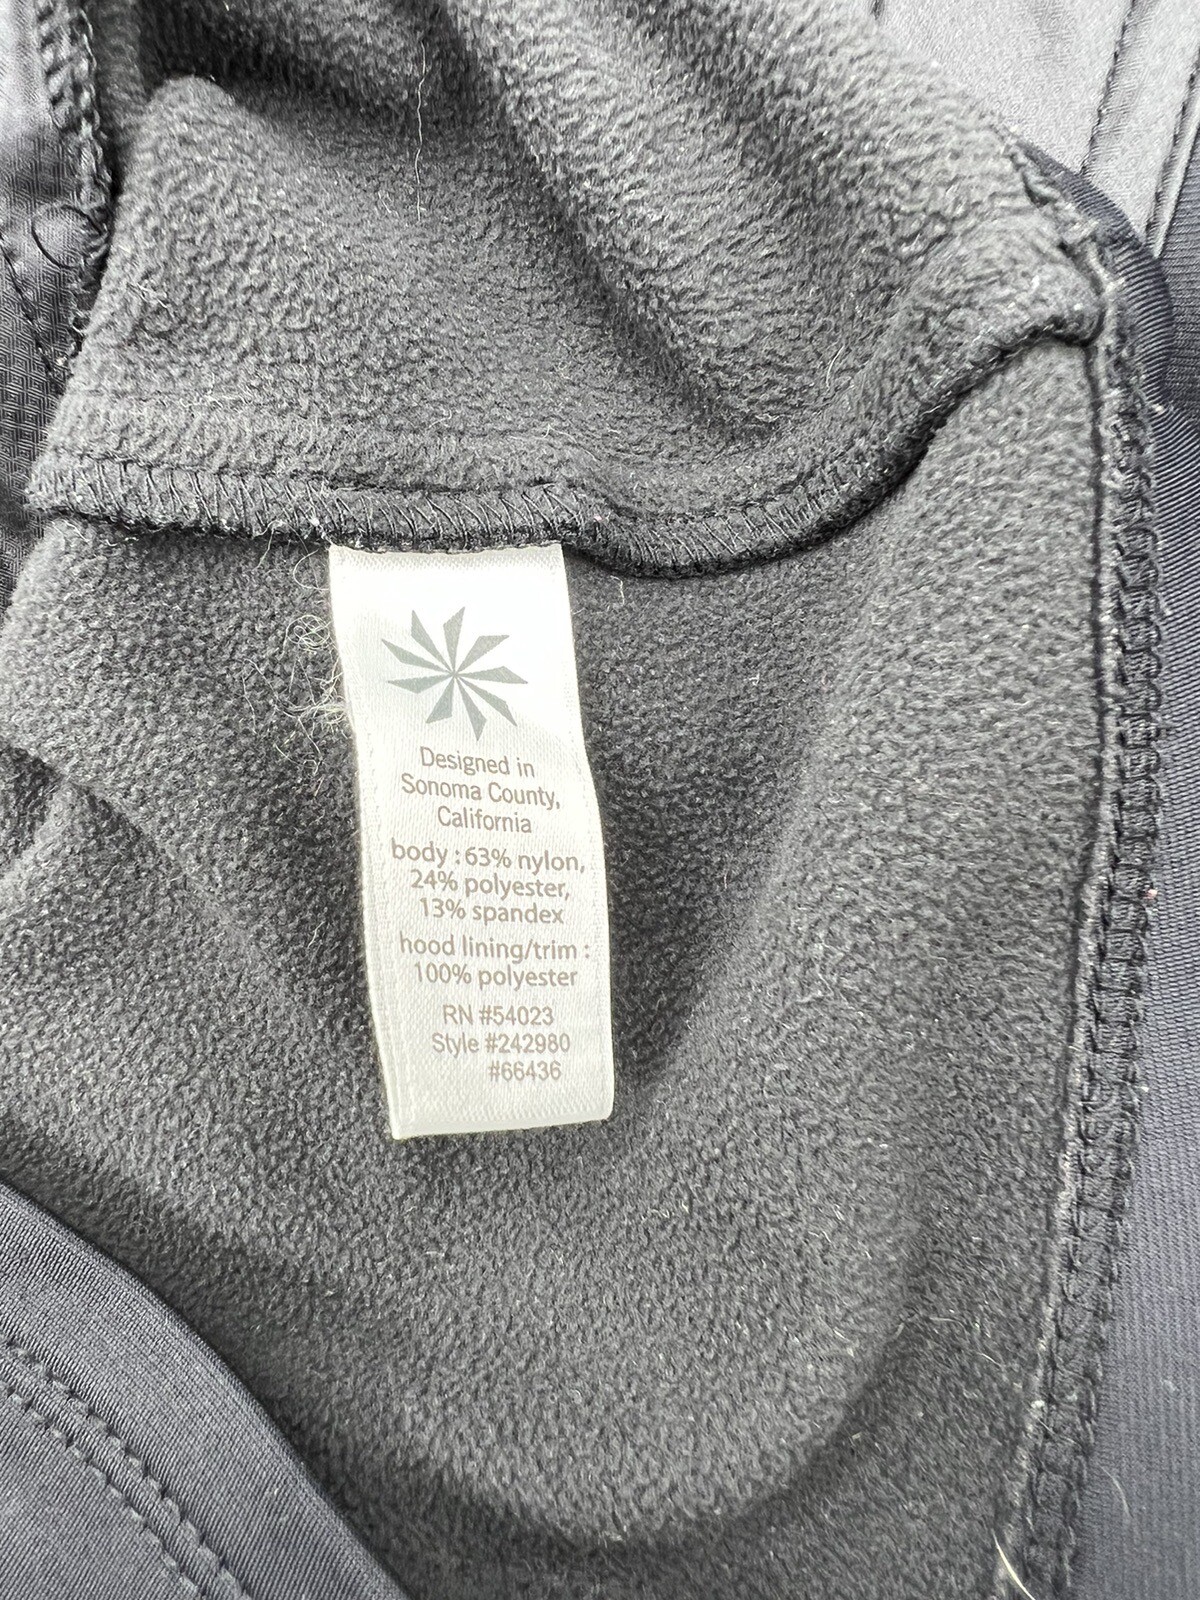 Designed in
Sonoma County,
California
body : 63% nylon,
24% polyester,
13% spandex
hood lining/trim :
100% polyester
RN #54023
Style #242980
#66436